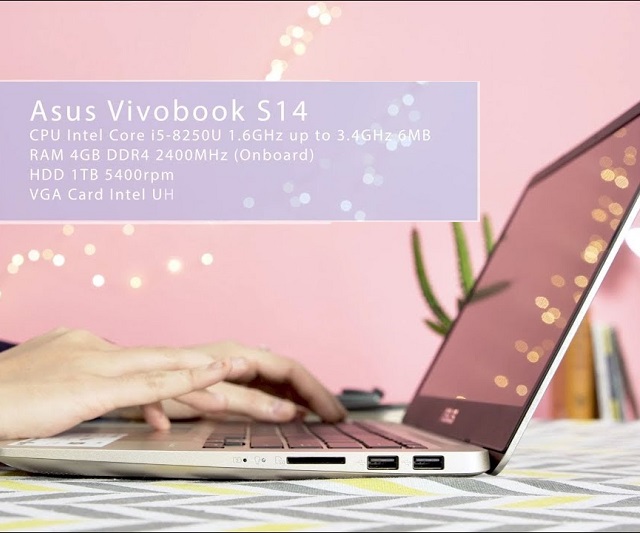 Asus Vivobook S14
CPU Intel Core i5-8250U 1.6GHz up to 3.4GHz 6MB
RAM 4GB DDR4 2400MHz (Onboard)
HDD 1TB 5400rpm
VGA Card Intel UH